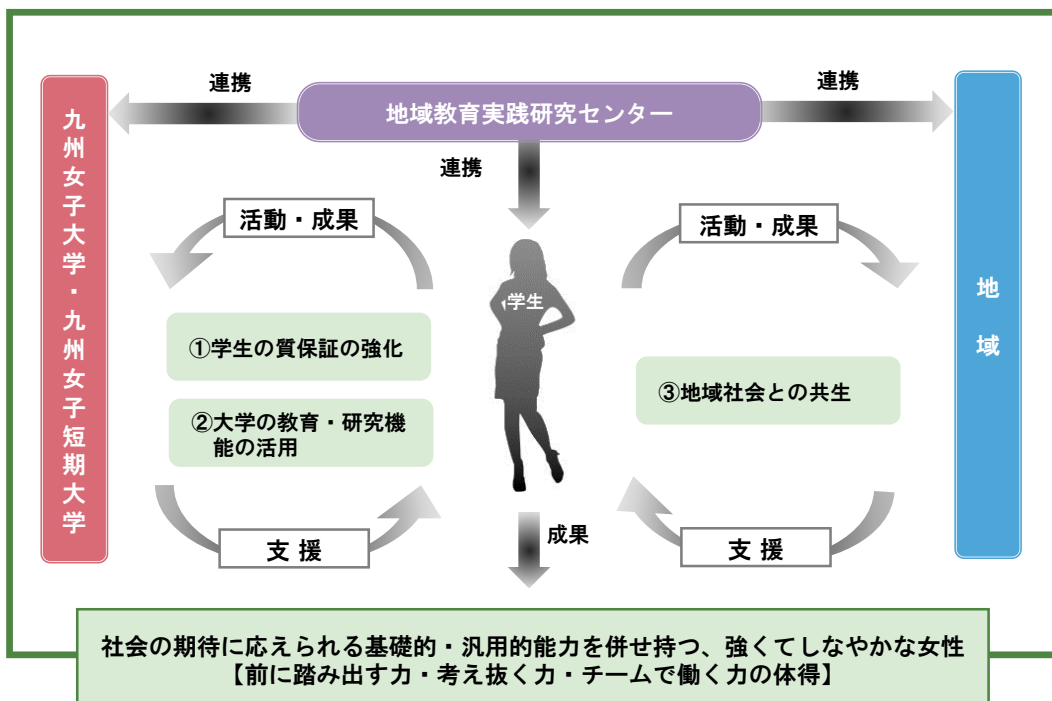 連携
連携
地域教育実践研究センター
連携
九州女子大学・九州女子短期大学
地域
活動・成果
活動・成果
学生
①学生の質保証の強化
②大学の教育・研究機
能の活用
③地域社会との共生
支 援
支 援
成果
社会の期待に応えられる基礎的・汎用的能力を併せ持つ、強くてしなやかな女性
【前に踏み出す力・考え抜く力・チームで働く力の体得】